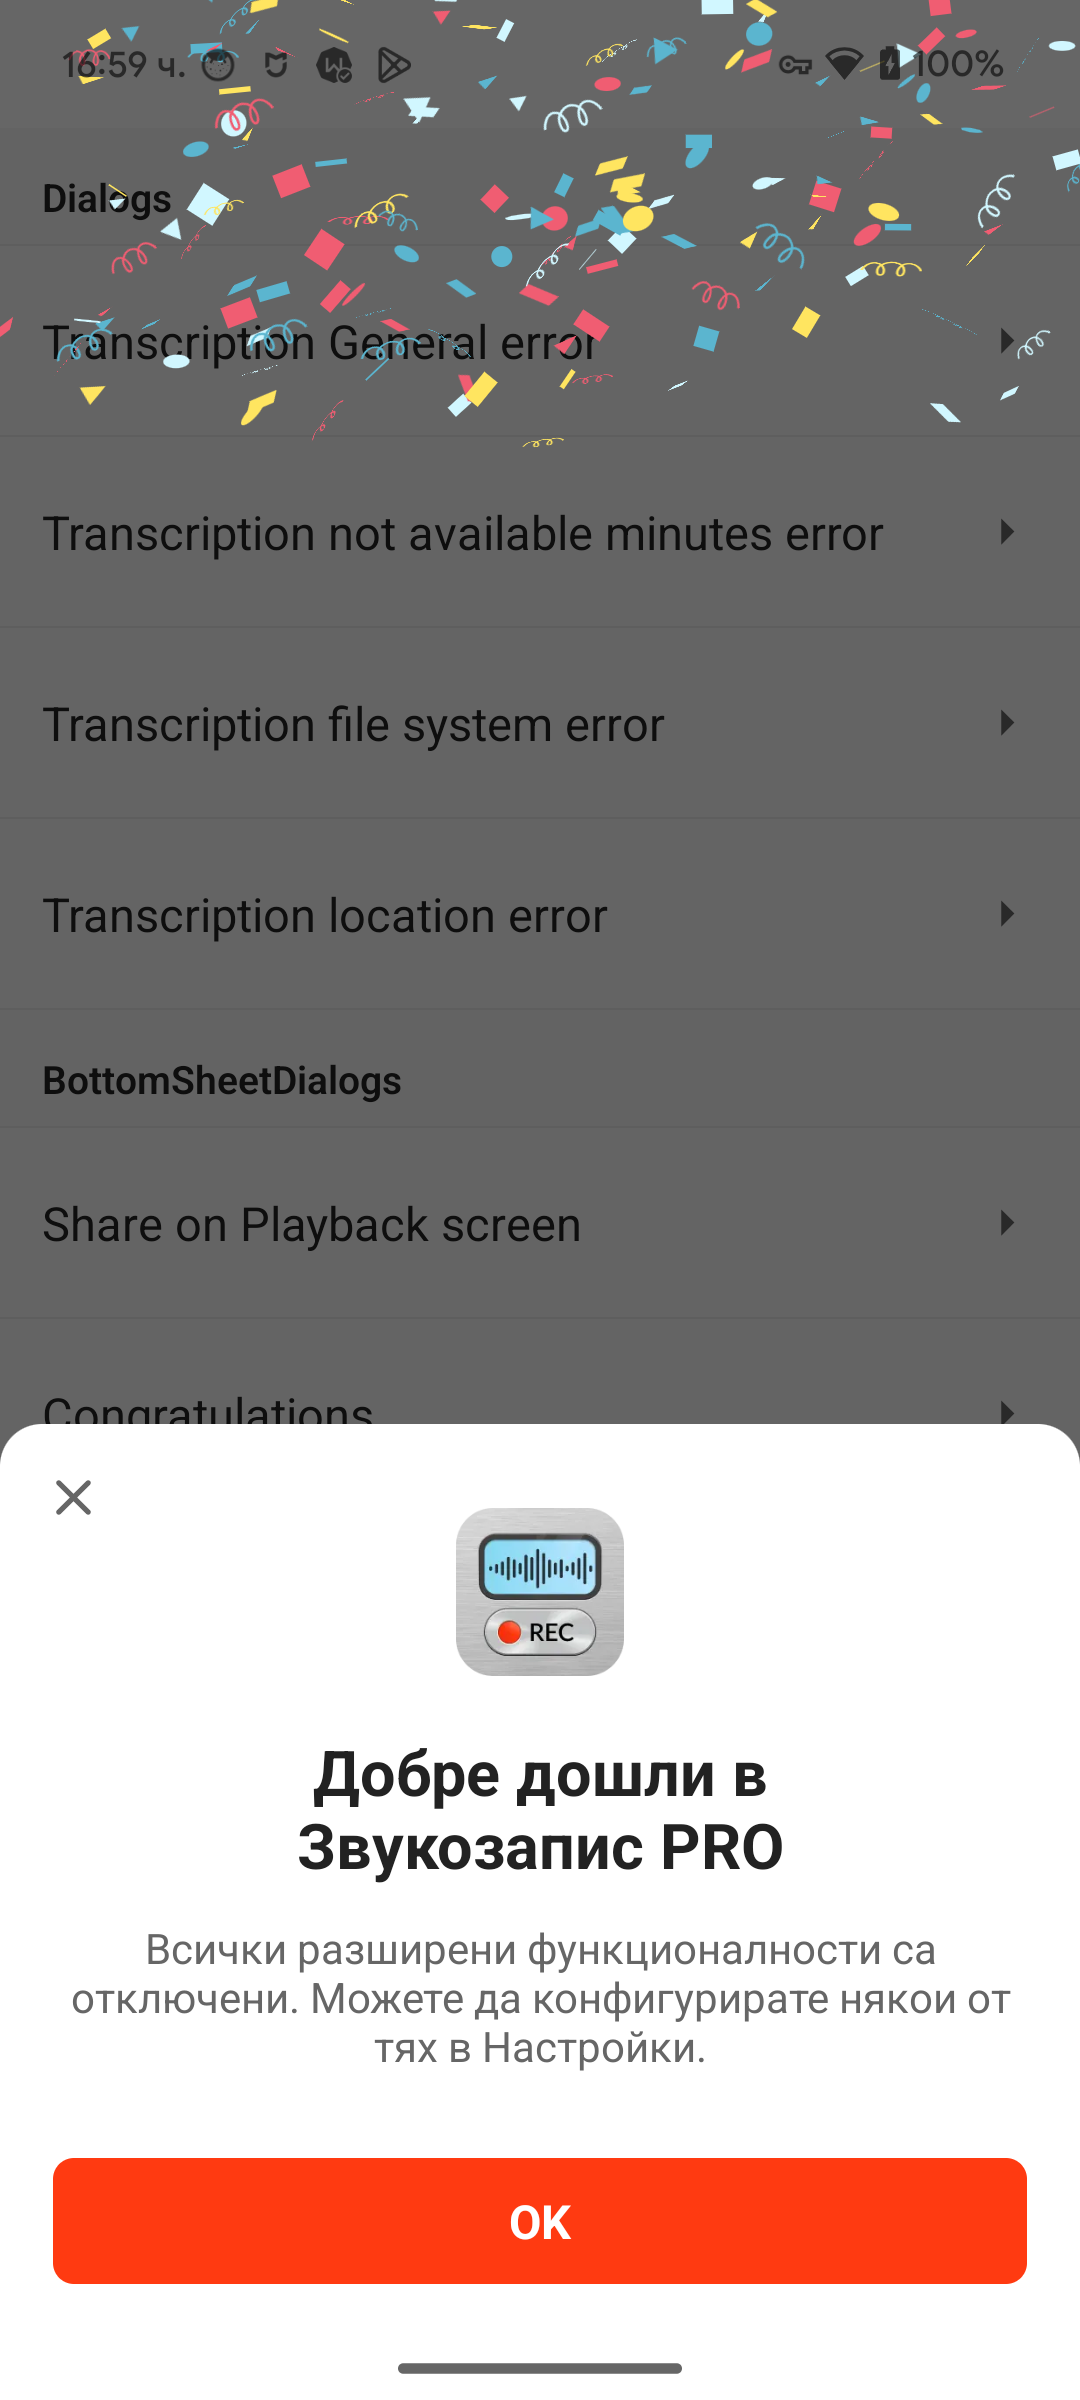 16:59 ч.
100%
Dialogs
Transcription General error
Transcription not available minutes error
Transcription file system error
Transcription location error
BottomSheetDialogs
Share on Playback screen
Congratulations
REC
Добре дошли в
Звукозапис PRO
Всички разширени функционалности са
отключени. Можете да конфигурирате някои от
тях в Настройки.
OK